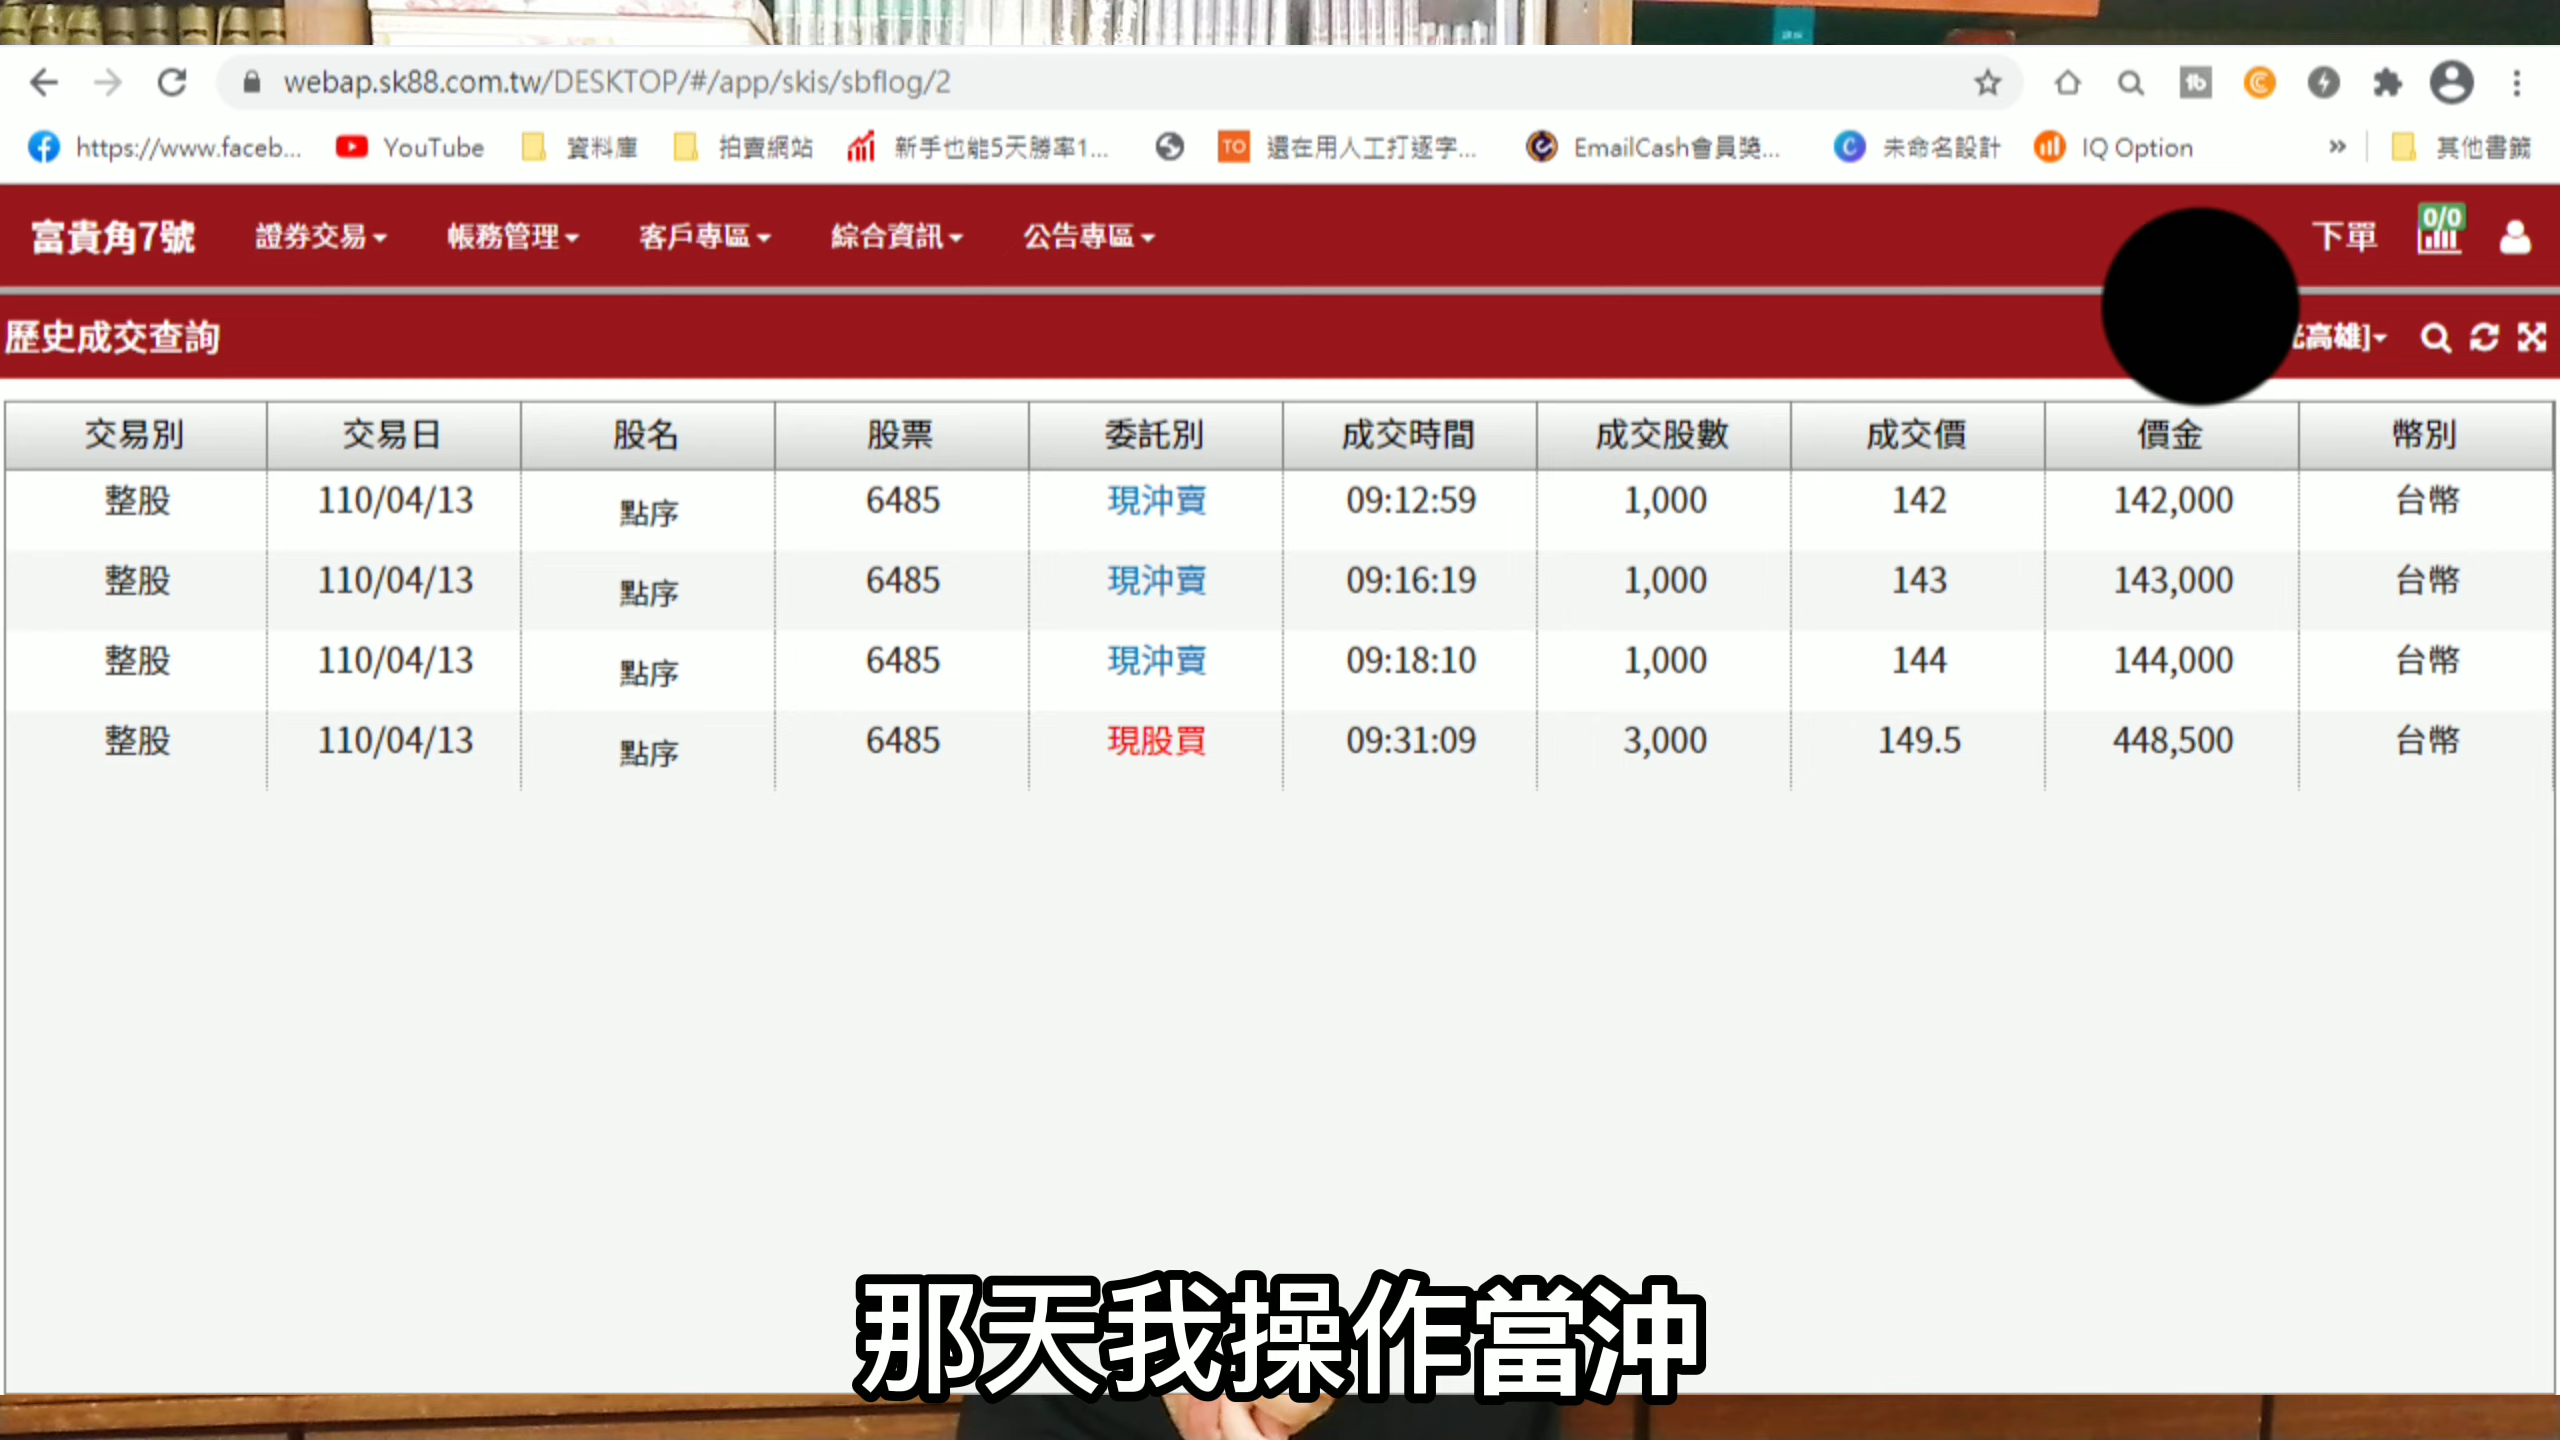 webap.sk88.com.tw/DESKTOP/#/app/skis/sbflog/2
https://www.faceb... YouTube 資料庫 拍賣網站 新手也能5天勝率1... TO 還在用人工打逐字... EmailCash會員獎... 未命名設計 IQ Option » 其他書籤
富貴角7號 證券交易 帳務管理 客戶專區 綜合資訊 公告專區 下單 0/0
歷史成交查詢 高雄]
交易別 交易日 股名 股票 委託別 成交時間 成交股數 成交價 價金 幣別
整股 110/04/13 點序 6485 現沖賣 09:12:59 1,000 142 142,000 台幣
整股 110/04/13 點序 6485 現沖賣 09:16:19 1,000 143 143,000 台幣
整股 110/04/13 點序 6485 現沖賣 09:18:10 1,000 144 144,000 台幣
整股 110/04/13 點序 6485 現股買 09:31:09 3,000 149.5 448,500 台幣
那天我操作當沖